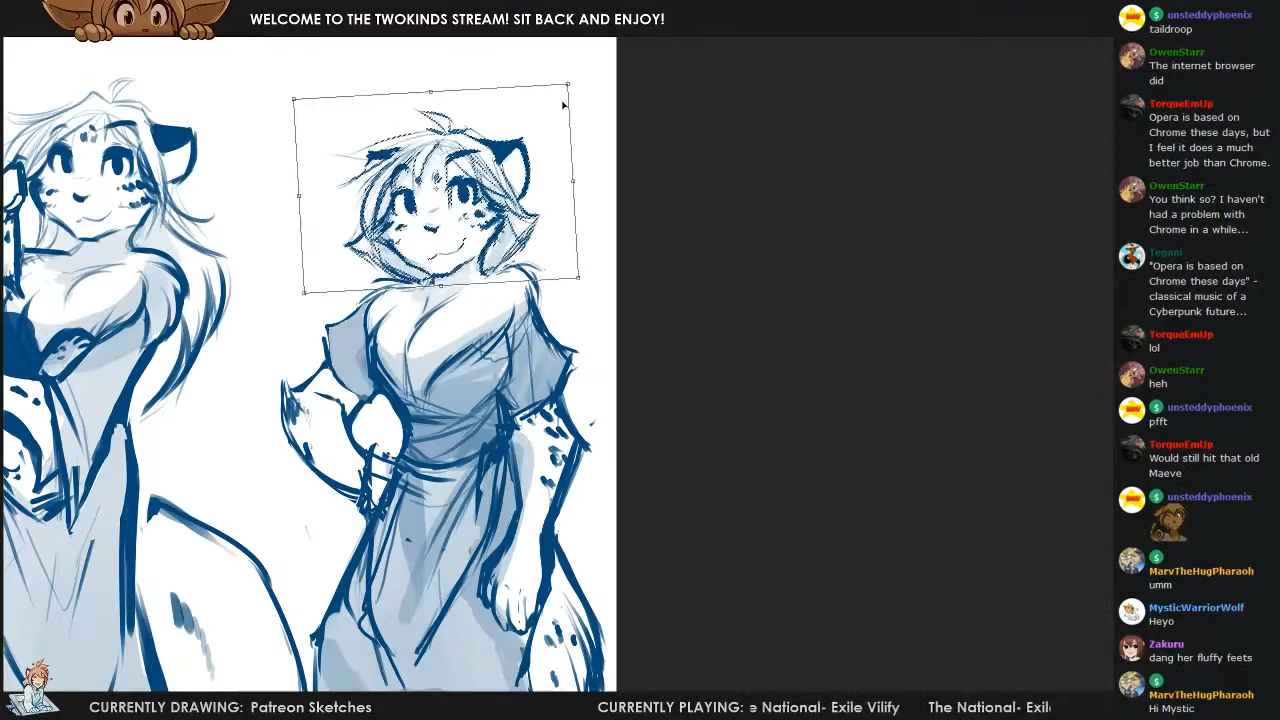 WELCOME TO THE TWOKINDS STREAM! SIT BACK AND ENJOY!
$ unsteddyphoenix
taildroop
OwenStarr
The internet browser
did
TorqueEmUp
Opera is based on
Chrome these days, but
I feel it does a much
better job than Chrome.
OwenStarr
You think so? I haven't
had a problem with
Chrome in a while...
Tegani
"Opera is based on
Chrome these days" -
classical music of a
Cyberpunk future...
TorqueEmUp
lol
OwenStarr
heh
$ unsteddyphoenix
pfft
TorqueEmUp
Would still hit that old
Maeve
$ unsteddyphoenix
$
MarvTheHugPharaoh
umm
MysticWarriorWolf
Heyo
Zakuru
dang her fluffy feets
$
MarvTheHugPharaoh
Hi Mystic
CURRENTLY DRAWING: Patreon Sketches
CURRENTLY PLAYING: e National- Exile Vilify The National- Exil